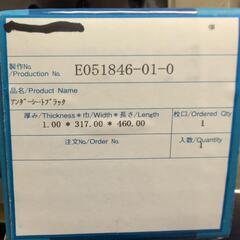 様
製作No. /Production No. E051846-01-0
品名/Product Name
ｱﾝﾀﾞｰｼｰﾄﾌﾞﾗｯｸ
厚み/Thickness * 巾/Width * 長さ/Length 枚口/Ordered Qty
1.00 * 317.00 * 460.00 1
注文No./Order No. 入数/Quantity
1